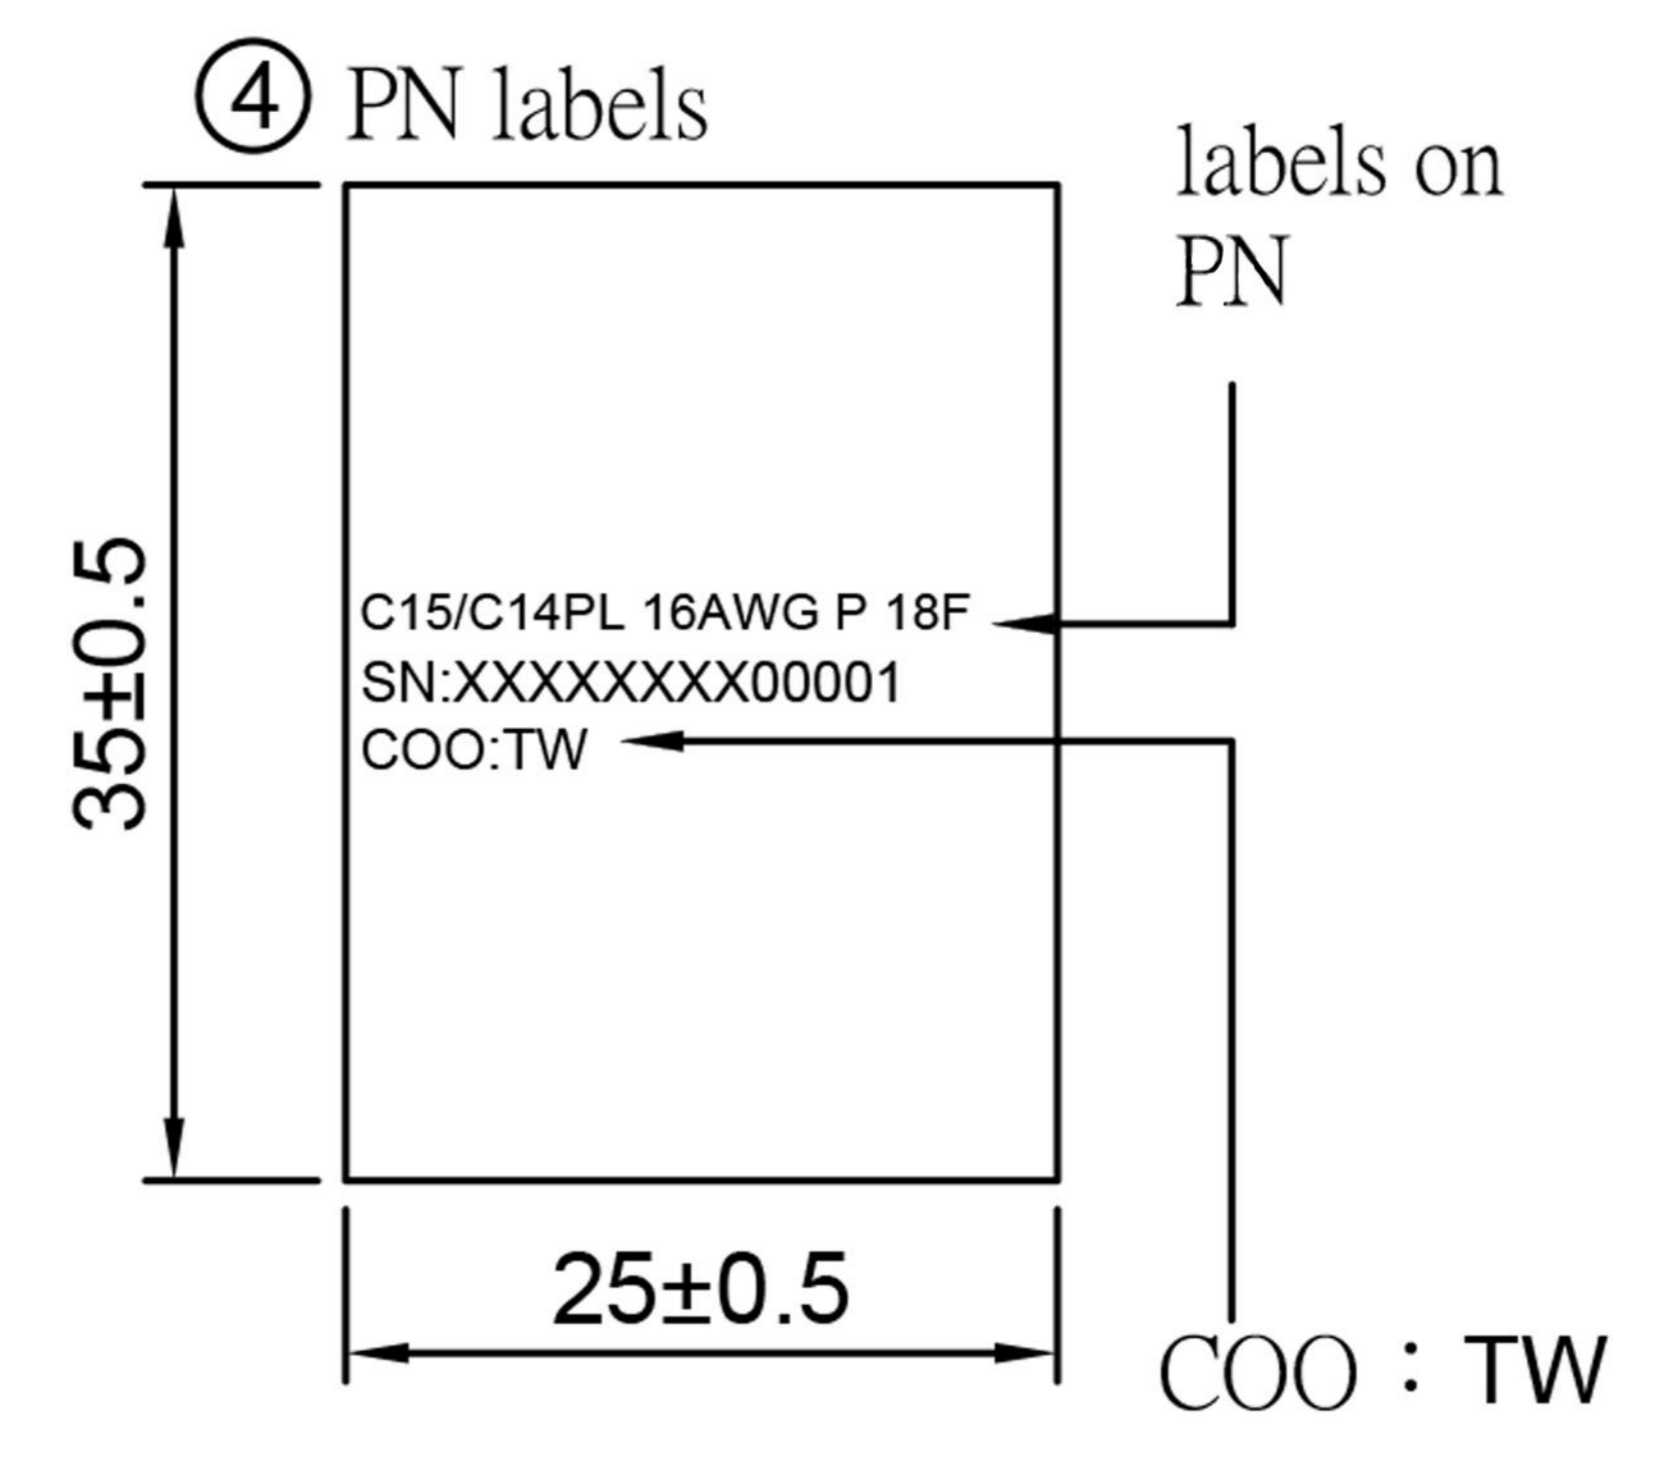 ④ PN labels
labels on
PN
35±0.5
C15/C14PL 16AWG P 18F
SN:XXXXXXXX00001
COO:TW
25±0.5
COO：TW